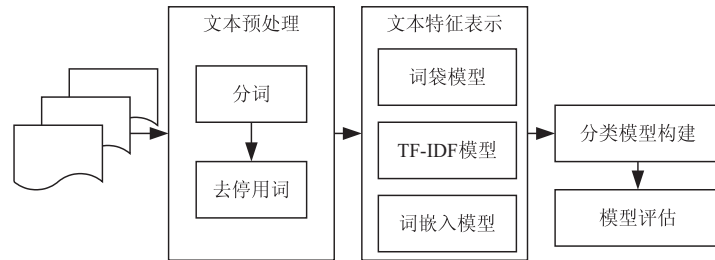 文本预处理
分词
去停用词
文本特征表示
词袋模型
TF-IDF模型
词嵌入模型
分类模型构建
模型评估